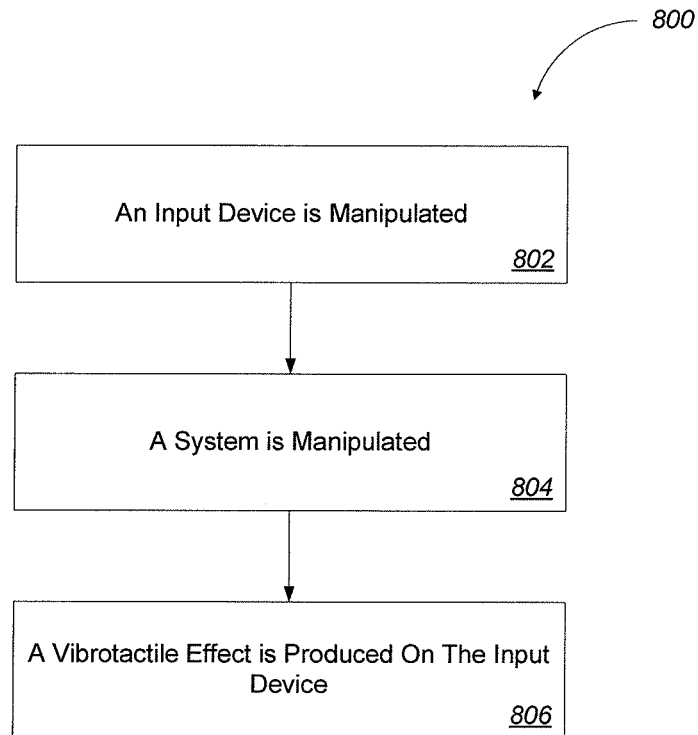 800
An Input Device is Manipulated
802
A System is Manipulated
804
A Vibrotactile Effect is Produced On The Input
Device
806